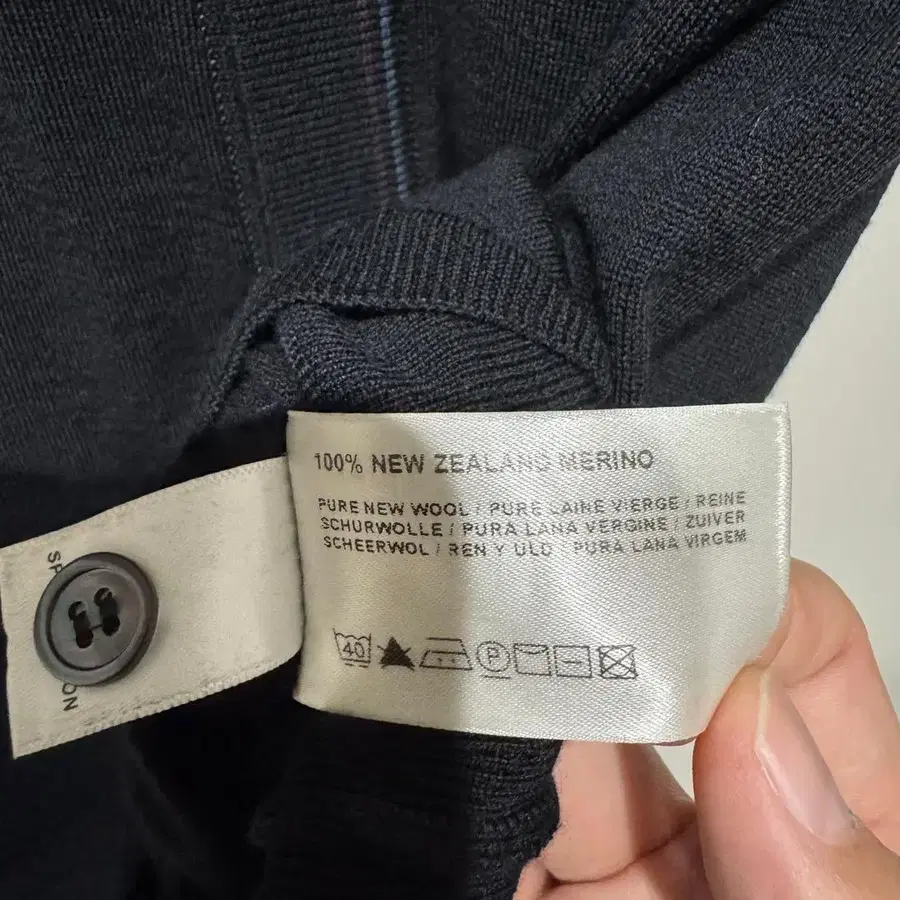 100% NEW ZEALAND MERINO
PURE NEW WOOL / PURE LAINE VIERGE / REINE
SCHURWOLLE / PURA LANA VERGINE / ZUIVER
SCHEERWOL / REN Y ULD PURA LANA VIRGEM
40
P